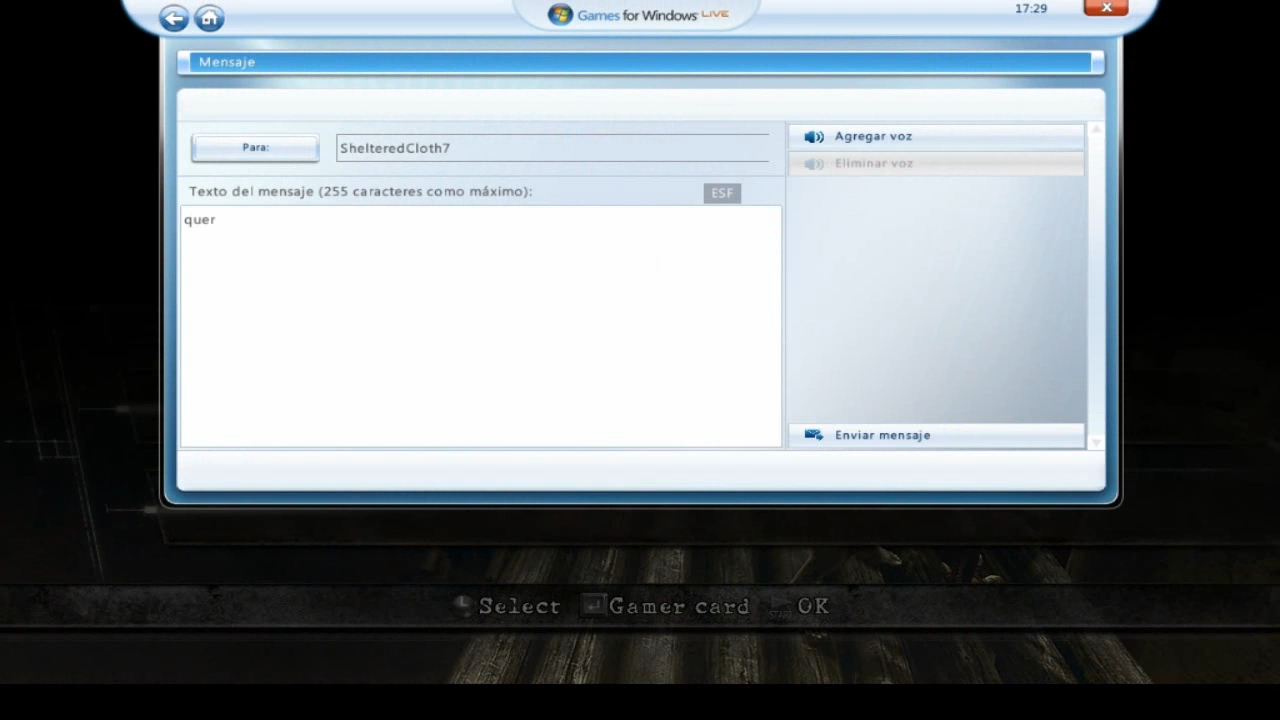 Games for Windows LIVE
17:29
Mensaje
Para:
ShelteredCloth7
Agregar voz
Eliminar voz
Texto del mensaje (255 caracteres como máximo):
ESF
quer
Enviar mensaje
Select Gamer card OK